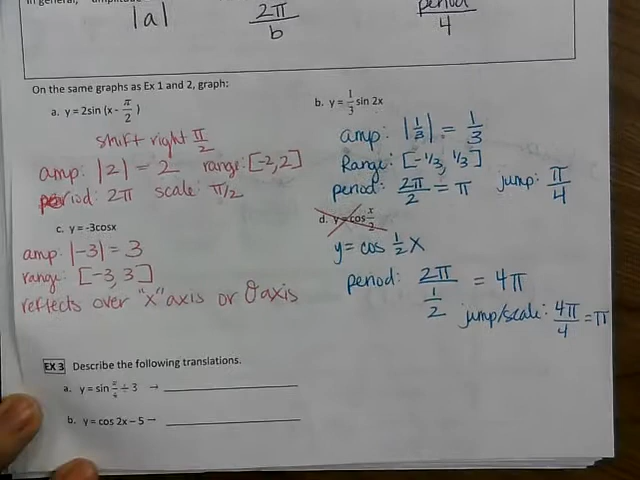 In general, amplitude
|a|
2π/b
period/4
On the same graphs as Ex 1 and 2, graph:
a. y = 2sin (x - π/2)
shift right π/2
amp: |2| = 2 range: [-2,2]
period: 2π scale: π/2
b. y = 1/3 sin 2x
amp: |1/3| = 1/3
Range: [-1/3, 1/3]
period: 2π/2 = π jump: π/4
c. y = -3cosx
amp: |-3| = 3
range: [-3, 3]
reflects over "x" axis or θ axis
d. y = cos x/2
y = cos 1/2 x
period: 2π/(1/2) = 4π
jump/scale: 4π/4 = π
EX 3 Describe the following translations.
a. y = sin
3 →
b. y = cos 2x – 5 →